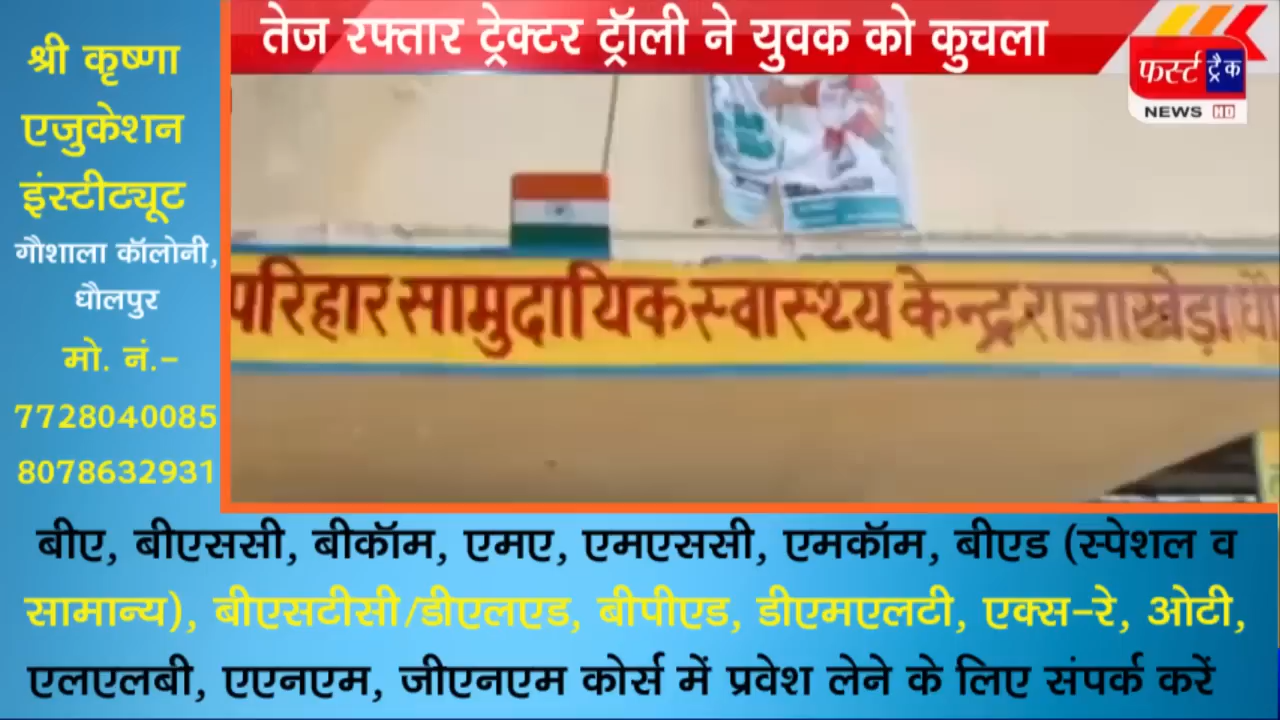 तेज रफ्तार ट्रेक्टर ट्रॉली ने युवक को कुचला
फर्स्ट ट्रैक
NEWS HD
श्री कृष्णा
एजुकेशन
इंस्टीट्यूट
गौशाला कॉलोनी,
धौलपुर
मो. नं.-
7728040085
8078632931
परिहार सामुदायिक स्वास्थ्य केन्द्र राजाखेड़ा
बीए, बीएससी, बीकॉम, एमए, एमएससी, एमकॉम, बीएड (स्पेशल व
सामान्य), बीएसटीसी/डीएलएड, बीपीएड, डीएमएलटी, एक्स-रे, ओटी,
एलएलबी, एएनएम, जीएनएम कोर्स में प्रवेश लेने के लिए संपर्क करें